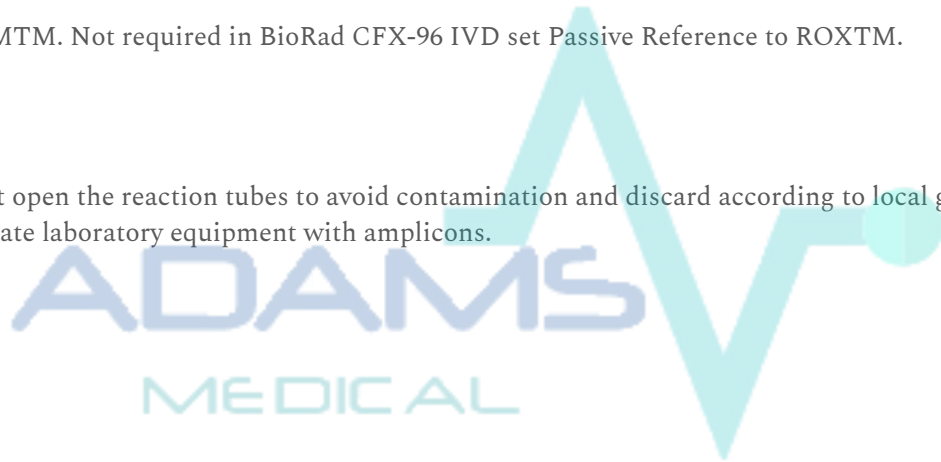 MTM. Not required in BioRad CFX-96 IVD set Passive Reference to ROXTM.
t open the reaction tubes to avoid contamination and discard according to local g
ate laboratory equipment with amplicons.
ADAMS
MEDICAL